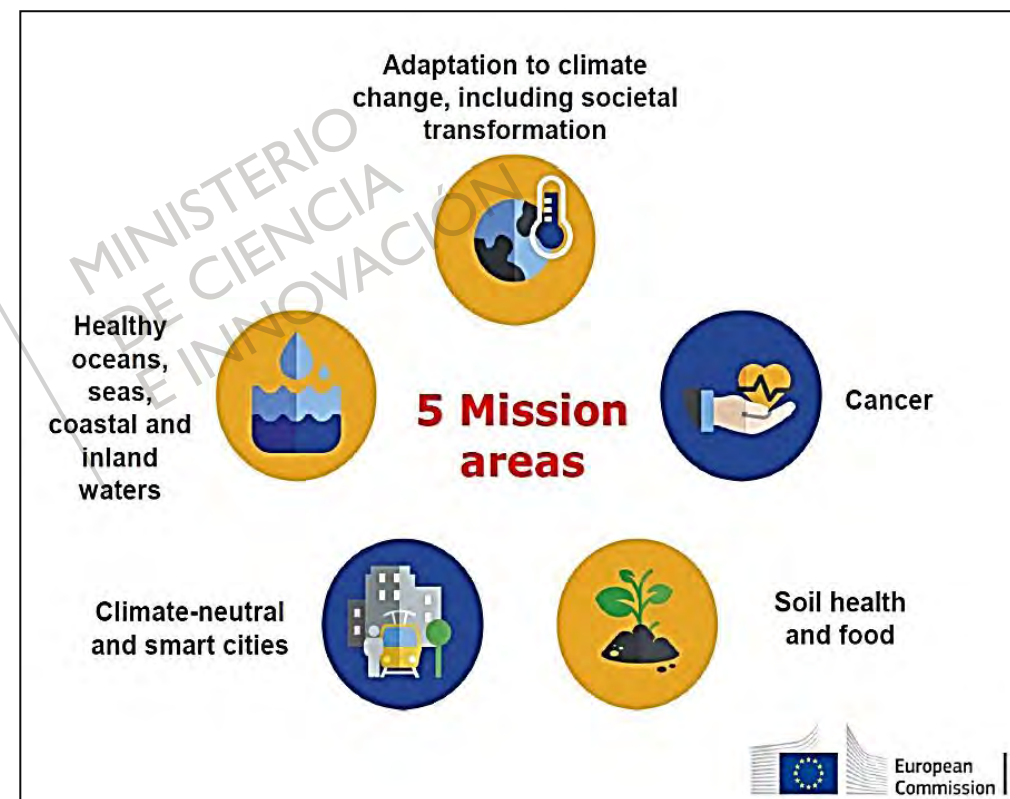 Adaptation to climate
change, including societal
transformation
MINISTERIO
DE CIENCIA
E INNOVACIÓN
Healthy
oceans,
seas,
coastal and
inland
waters
5 Mission
areas
Cancer
Climate-neutral
and smart cities
Soil health
and food
European
Commission